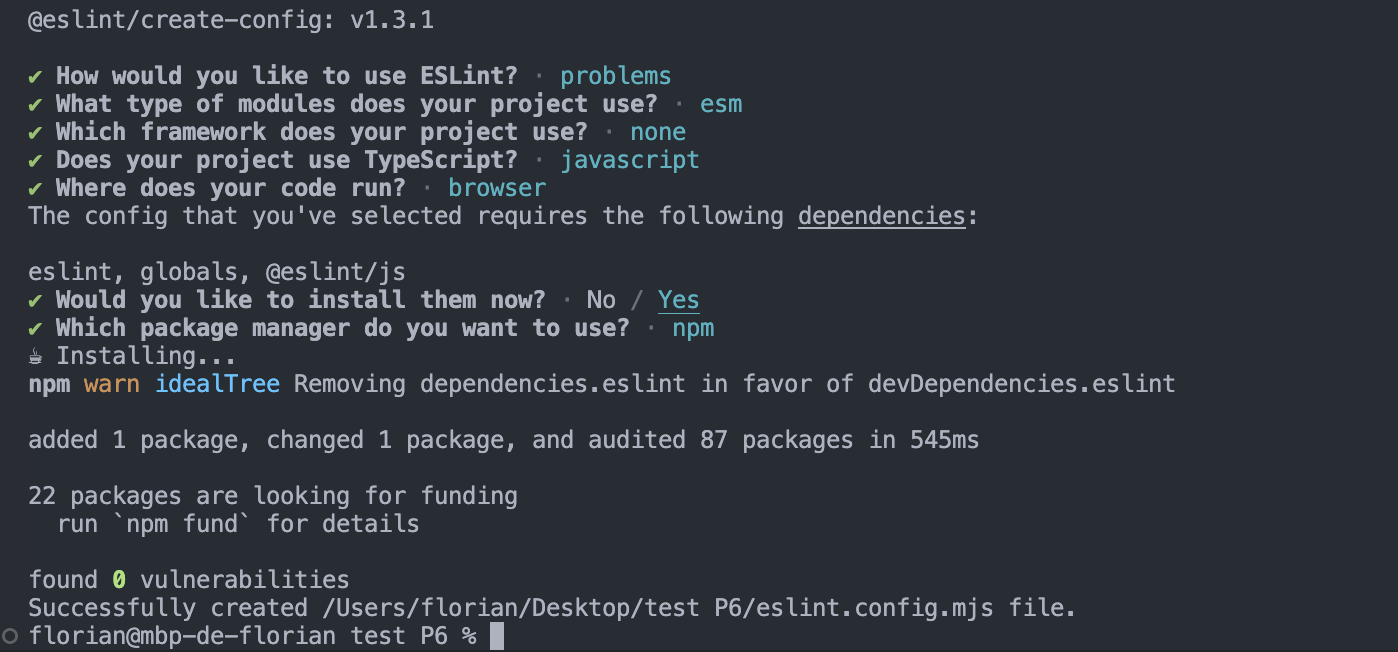 @eslint/create-config: v1.3.1
✔ How would you like to use ESLint? · problems
✔ What type of modules does your project use? · esm
✔ Which framework does your project use? · none
✔ Does your project use TypeScript? · javascript
✔ Where does your code run? · browser
The config that you've selected requires the following dependencies:
eslint, globals, @eslint/js
✔ Would you like to install them now? · No / Yes
✔ Which package manager do you want to use? · npm
☕ Installing...
npm warn idealTree Removing dependencies.eslint in favor of devDependencies.eslint
added 1 package, changed 1 package, and audited 87 packages in 545ms
22 packages are looking for funding
  run `npm fund` for details
found 0 vulnerabilities
Successfully created /Users/florian/Desktop/test P6/eslint.config.mjs file.
florian@mbp-de-florian test P6 %